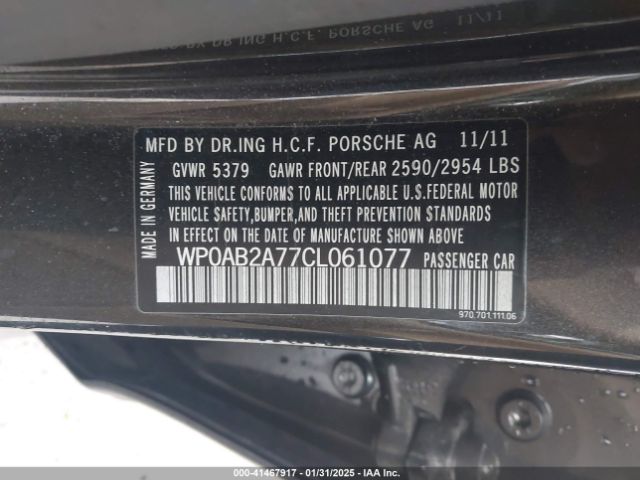 MFD BY DR.ING H.C.F. PORSCHE AG 11/11
GVWR 5379 GAWR FRONT/REAR 2590/2954 LBS
THIS VEHICLE CONFORMS TO ALL APPLICABLE U.S.FEDERAL MOTOR
VEHICLE SAFETY,BUMPER,AND THEFT PREVENTION STANDARDS
IN EFFECT ON THE DATE OF MANUFACTURE SHOWN ABOVE.
WP0AB2A77CL061077 PASSENGER CAR
970.701.111.06
MADE IN GERMANY
000-41467917 - 01/31/2025 - IAAI.COM